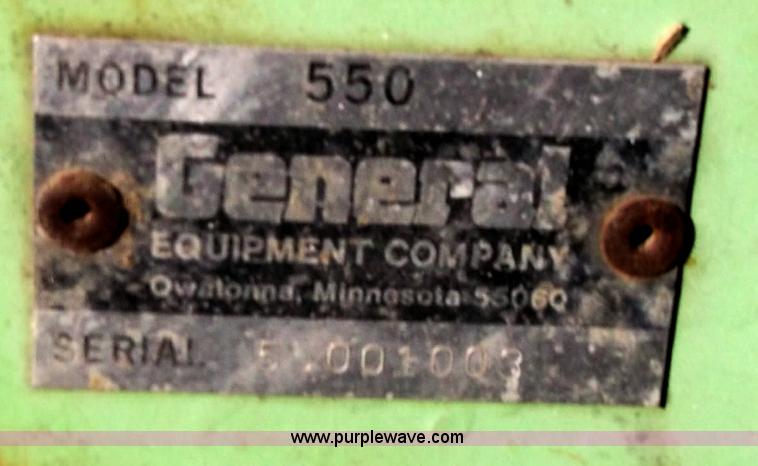 MODEL 550
General
EQUIPMENT COMPANY
Owatonna, Minnesota 55060
SERIAL
www.purplewave.com